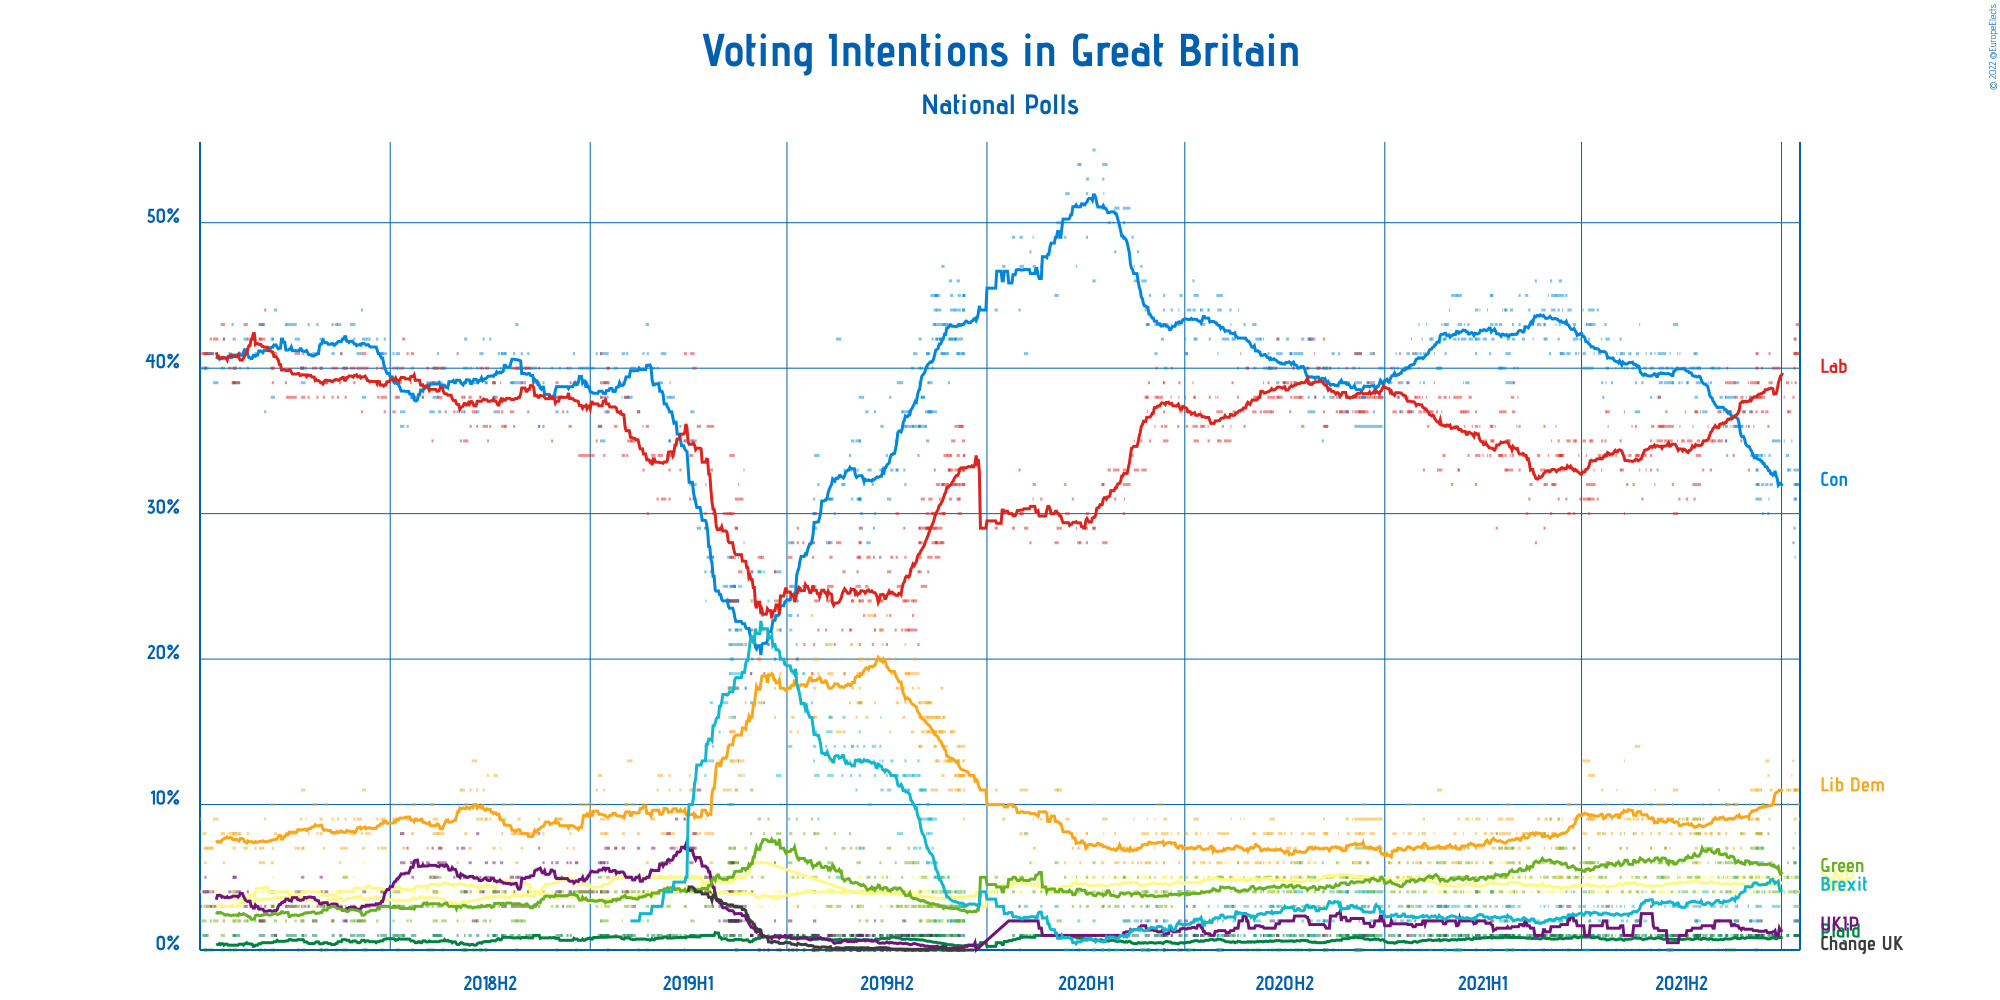 © 2022 @EuropeElects
Voting Intentions in Great Britain
National Polls
50%
40%
30%
20%
10%
0%
Lab
Con
Lib Dem
Green
Brexit
UKIP
Plaid
Change UK
2018H2
2019H1
2019H2
2020H1
2020H2
2021H1
2021H2